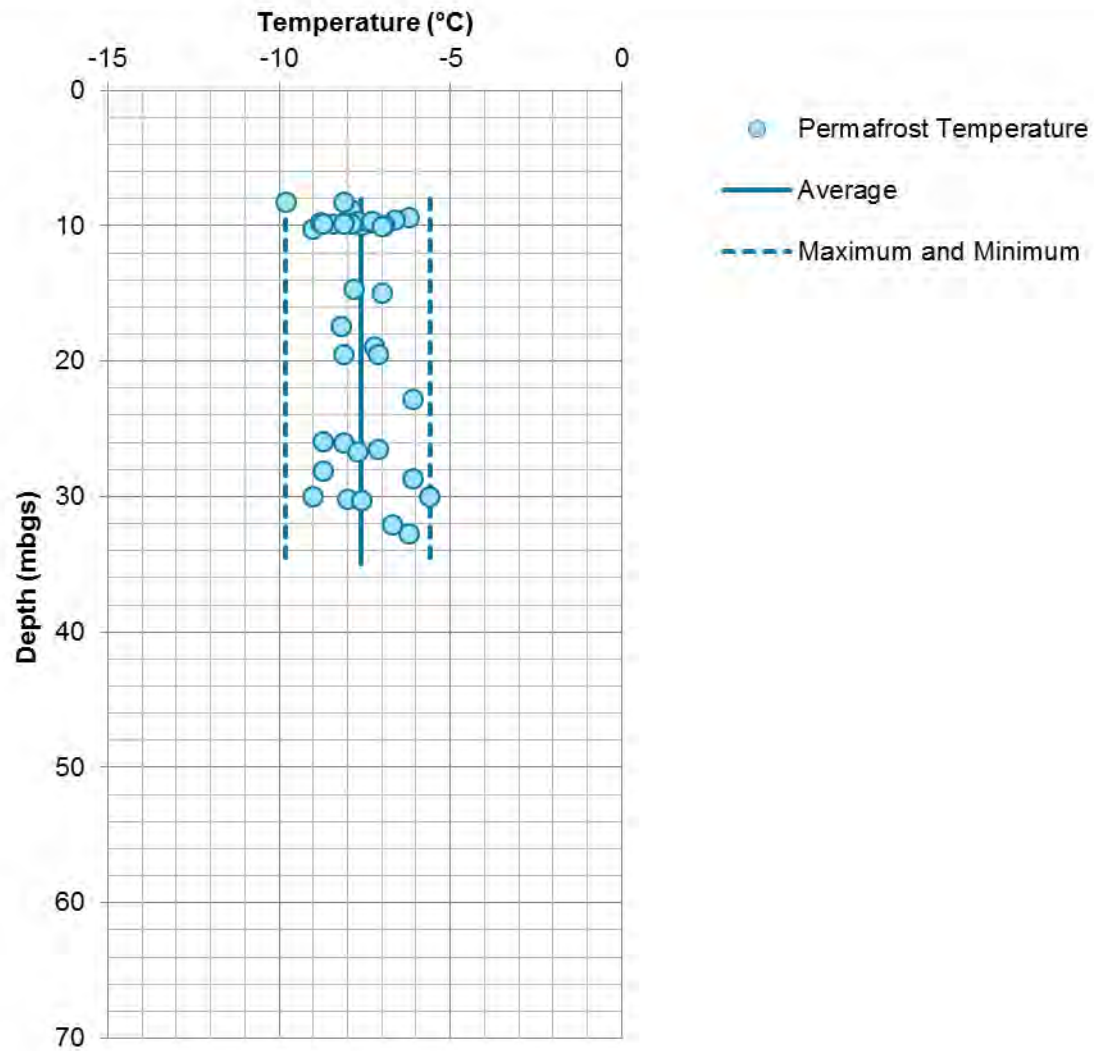 Temperature (°C)
-15 -10 -5 0
0
10
20
30
40
50
60
70
Depth (mbgs)
Permafrost Temperature
Average
Maximum and Minimum